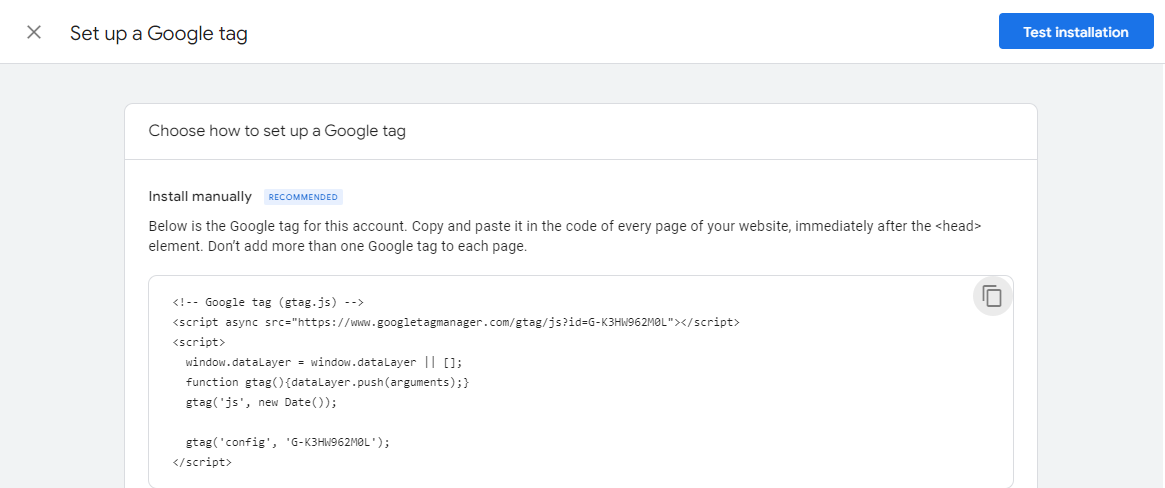 Set up a Google tag
Test installation
Choose how to set up a Google tag
Install manually RECOMMENDED
Below is the Google tag for this account. Copy and paste it in the code of every page of your website, immediately after the <head>
element. Don't add more than one Google tag to each page.
<!-- Google tag (gtag.js) -->
<script async src="https://www.googletagmanager.com/gtag/js?id=G-K3HW962M0L"></script>
<script>
  window.dataLayer = window.dataLayer || [];
  function gtag(){dataLayer.push(arguments);}
  gtag('js', new Date());

  gtag('config', 'G-K3HW962M0L');
</script>